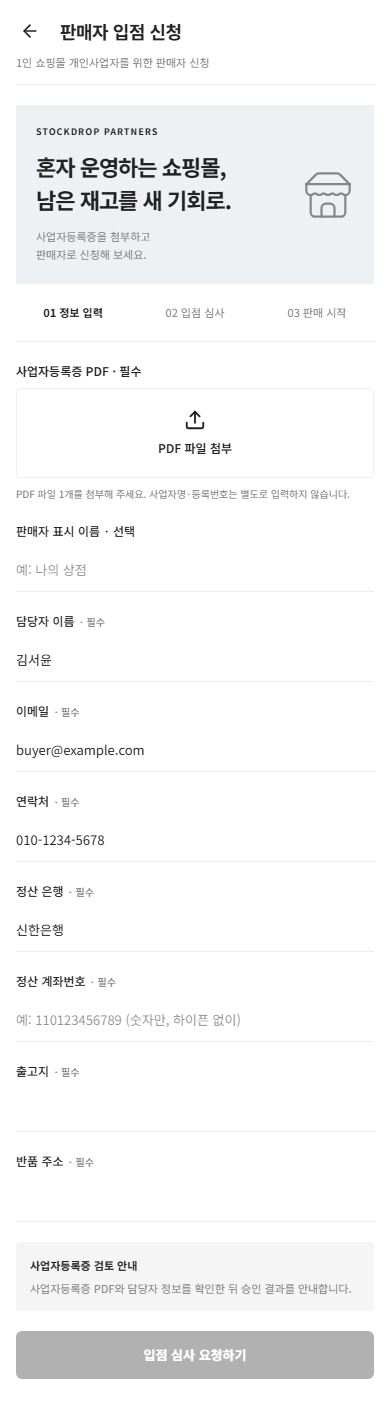 판매자 입점 신청
1인 쇼핑몰 개인사업자를 위한 판매자 신청
STOCKDROP PARTNERS
혼자 운영하는 쇼핑몰,
남은 재고를 새 기회로.
사업자등록증을 첨부하고
판매자로 신청해 보세요.
01 정보 입력
02 입점 심사
03 판매 시작
사업자등록증 PDF · 필수
PDF 파일 첨부
PDF 파일 1개를 첨부해 주세요. 사업자명·등록번호는 별도로 입력하지 않습니다.
판매자 표시 이름 · 선택
예: 나의 상점
담당자 이름 · 필수
김서윤
이메일 · 필수
buyer@example.com
연락처 · 필수
010-1234-5678
정산 은행 · 필수
신한은행
정산 계좌번호 · 필수
예: 110123456789 (숫자만, 하이픈 없이)
출고지 · 필수
반품 주소 · 필수
사업자등록증 검토 안내
사업자등록증 PDF와 담당자 정보를 확인한 뒤 승인 결과를 안내합니다.
입점 심사 요청하기